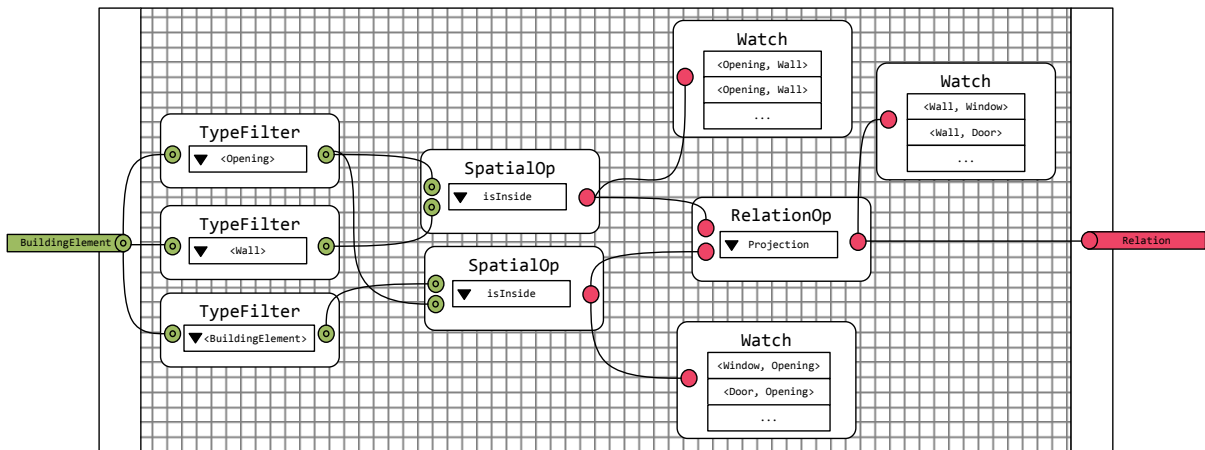 BuildingElement
TypeFilter
<Opening>
TypeFilter
<Wall>
TypeFilter
<BuildingElement>
SpatialOp
isInside
SpatialOp
isInside
Watch
<Opening, Wall>
<Opening, Wall>
...
RelationOp
Projection
Watch
<Window, Opening>
<Door, Opening>
...
Watch
<Wall, Window>
<Wall, Door>
...
Relation